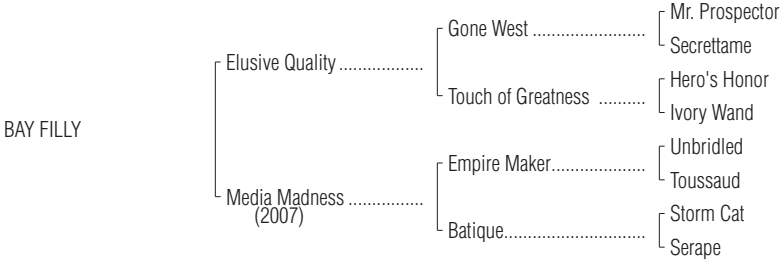 Mr. Prospector
Gone West ........................
Secrettame
Elusive Quality ..................
Hero's Honor
Touch of Greatness ..........
Ivory Wand
BAY FILLY
Unbridled
Empire Maker....................
Toussaud
Media Madness ................
(2007)
Storm Cat
Batique..............................
Serape